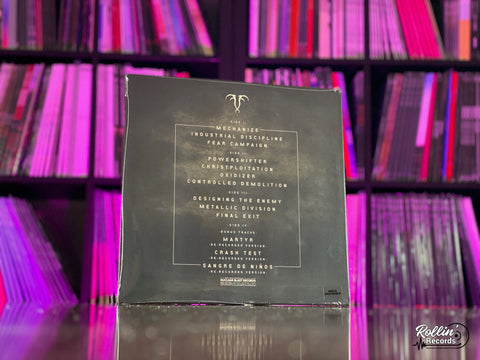 SIDE I
MECHANIZE
INDUSTRIAL DISCIPLINE
FEAR CAMPAIGN
SIDE II
POWERSHIFTER
CHRISTPLOITATION
OXIDIZER
CONTROLLED DEMOLITION
SIDE III
DESIGNING THE ENEMY
METALLIC DIVISION
FINAL EXIT
SIDE IV
BONUS TRACKS:
MARTYR
RE-RECORDED VERSION
CRASH TEST
RE-RECORDED VERSION
SANGRE DE NIÑOS
RE-RECORDED VERSION
NUCLEAR BLAST RECORDS
Rollin'
Records